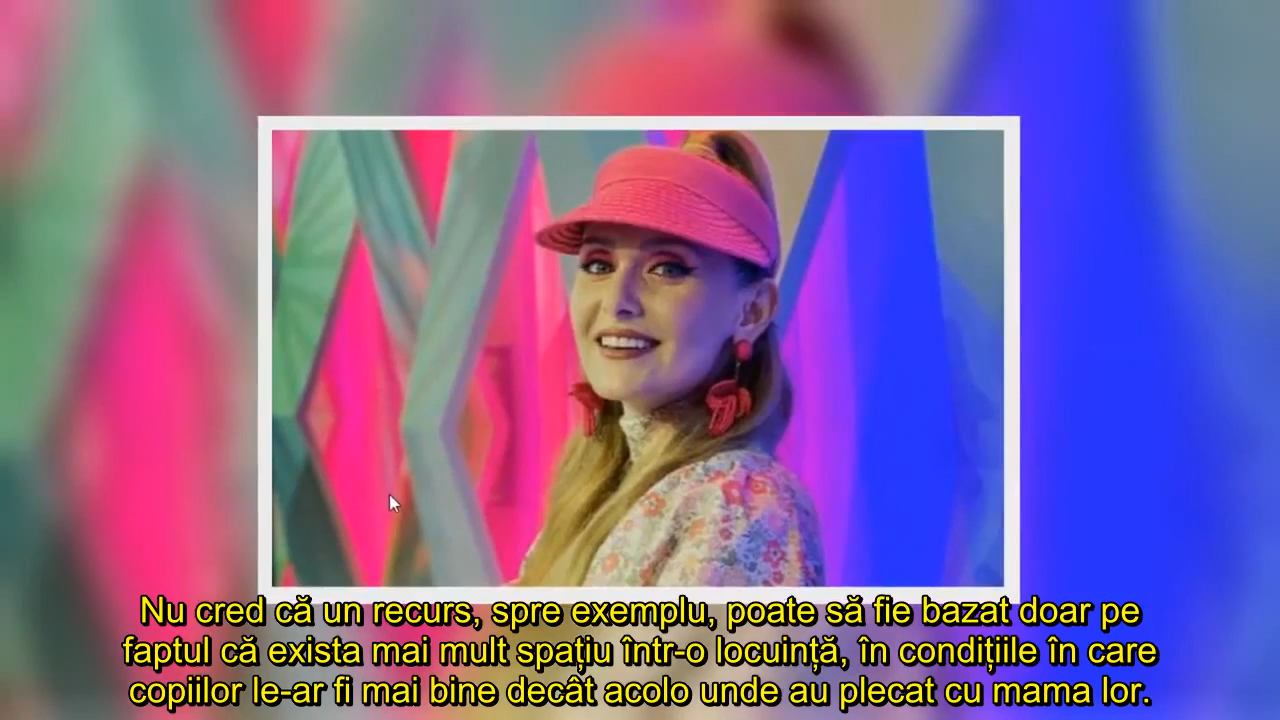 Nu cred că un recurs, spre exemplu, poate să fie bazat doar pe
faptul că exista mai mult spațiu într-o locuință, în condițiile în care
copiilor le-ar fi mai bine decât acolo unde au plecat cu mama lor.